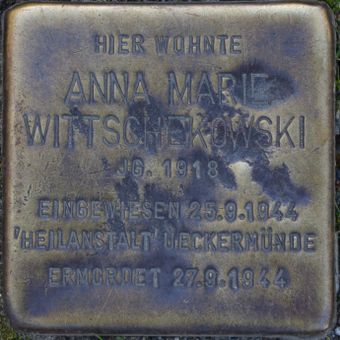 HIER WOHNTE
ANNA MARIE
WITTSCHEKOWSKI
JG. 1918
EINGEWIESEN 25.9.1944
'HEILANSTALT' UECKERMÜNDE
ERMORDET 27.9.1944